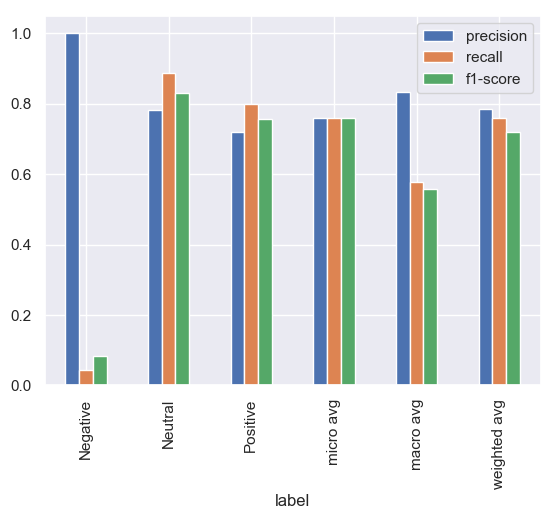 precision
recall
f1-score
1.0
0.8
0.6
0.4
0.2
0.0
Negative
Neutral
Positive
micro avg
macro avg
weighted avg
label